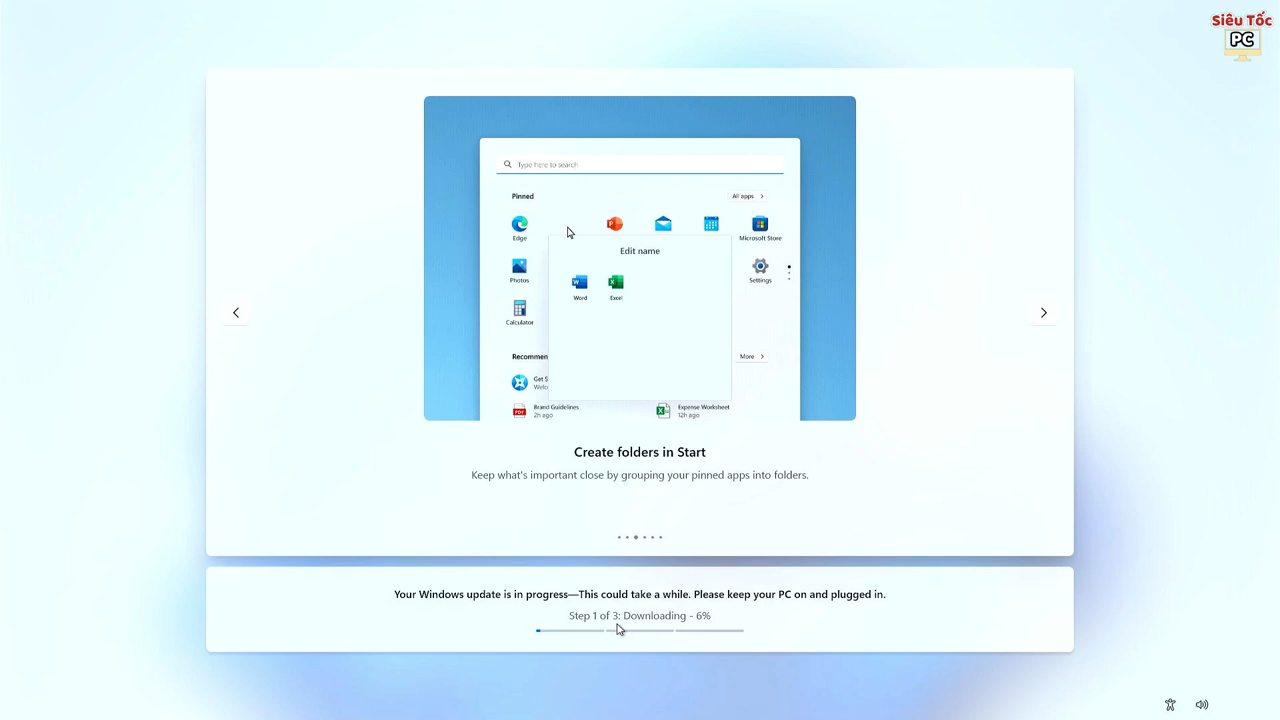 Siêu Tốc
PC
Type here to search
Pinned
All apps
Edge
Microsoft Store
Edit name
Photos
Settings
Word
Excel
Calculator
Recommen
More
Get S
Welc
Brand Guidelines
2h ago
Expense Worksheet
12h ago
Create folders in Start
Keep what's important close by grouping your pinned apps into folders.
Your Windows update is in progress—This could take a while. Please keep your PC on and plugged in.
Step 1 of 3: Downloading - 6%